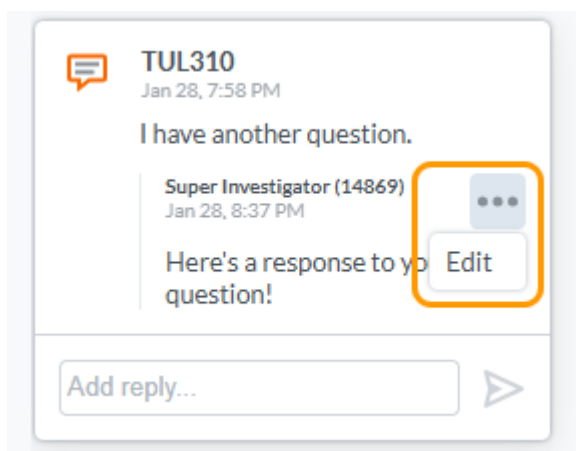 TUL310
Jan 28, 7:58 PM
I have another question.
Super Investigator (14869)
Jan 28, 8:37 PM
Here's a response to yo
Edit
question!
Add reply...